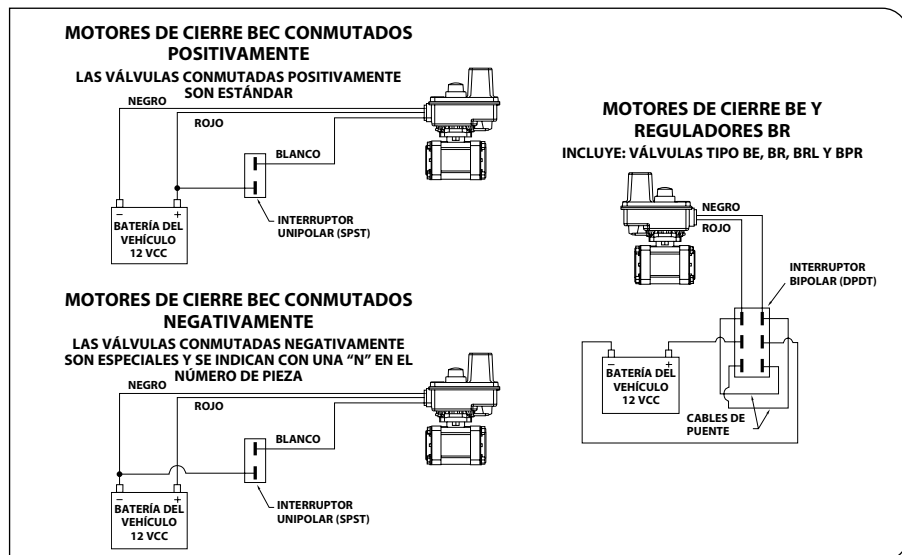 MOTORES DE CIERRE BEC CONMUTADOS
POSITIVAMENTE
LAS VÁLVULAS CONMUTADAS POSITIVAMENTE
SON ESTÁNDAR
NEGRO
ROJO
BLANCO
INTERRUPTOR
UNIPOLAR (SPST)
– +
BATERÍA DEL
VEHÍCULO
12 VCC
MOTORES DE CIERRE BEC CONMUTADOS
NEGATIVAMENTE
LAS VÁLVULAS CONMUTADAS NEGATIVAMENTE
SON ESPECIALES Y SE INDICAN CON UNA “N” EN EL
NÚMERO DE PIEZA
NEGRO
ROJO
BLANCO
INTERRUPTOR
UNIPOLAR (SPST)
– +
BATERÍA DEL
VEHÍCULO
12 VCC
MOTORES DE CIERRE BE Y
REGULADORES BR
INCLUYE: VÁLVULAS TIPO BE, BR, BRL Y BPR
NEGRO
ROJO
INTERRUPTOR
BIPOLAR (DPDT)
– +
BATERÍA DEL
VEHÍCULO
12 VCC
CABLES DE
PUENTE